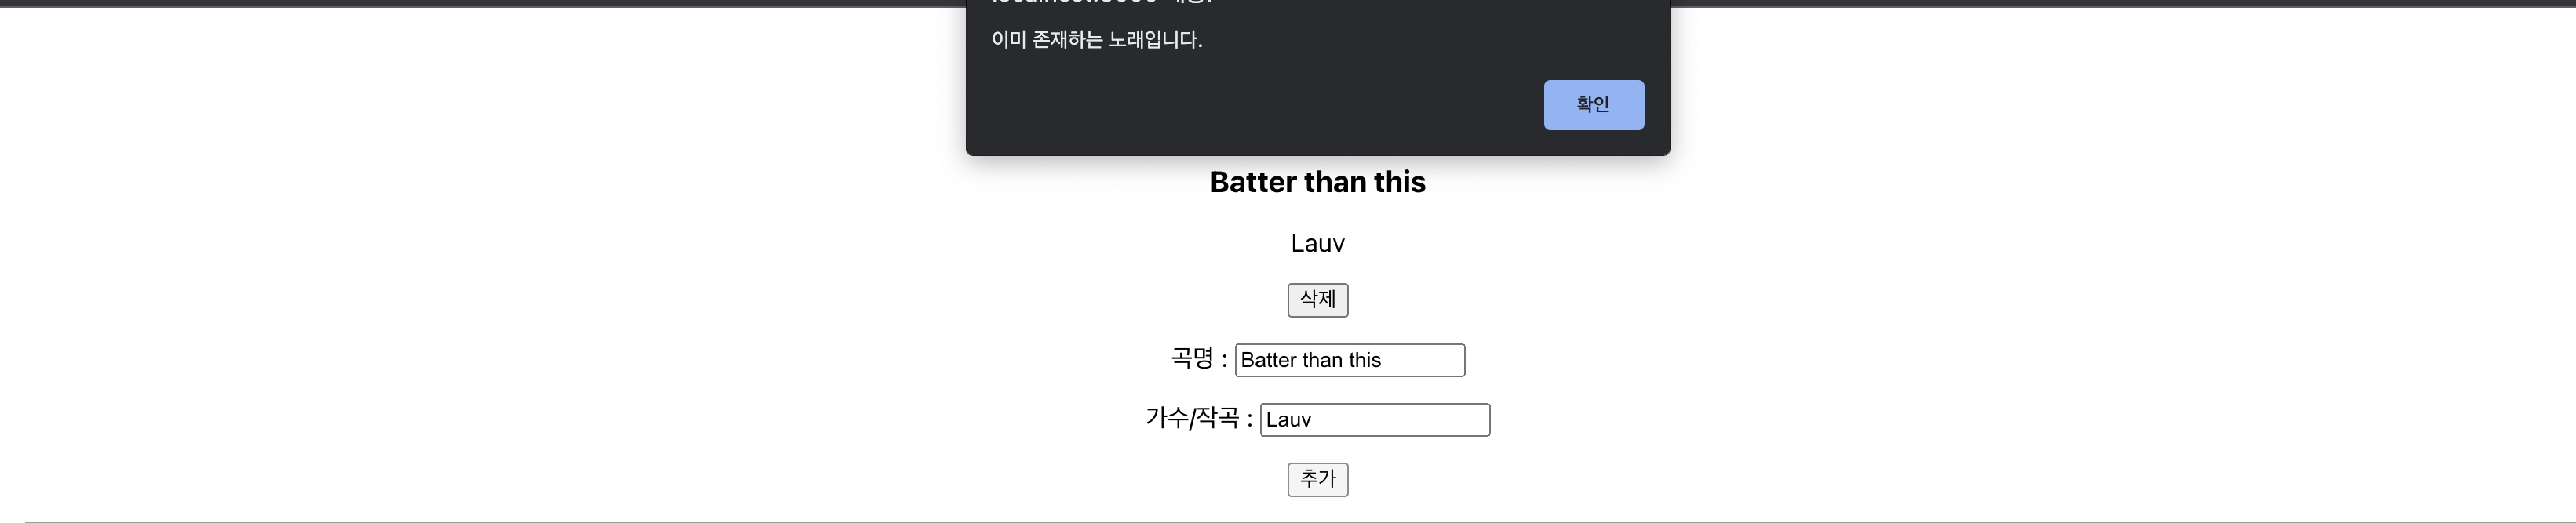 이미 존재하는 노래입니다.
확인
Batter than this
Lauv
삭제
곡명 : Batter than this
가수/작곡 : Lauv
추가